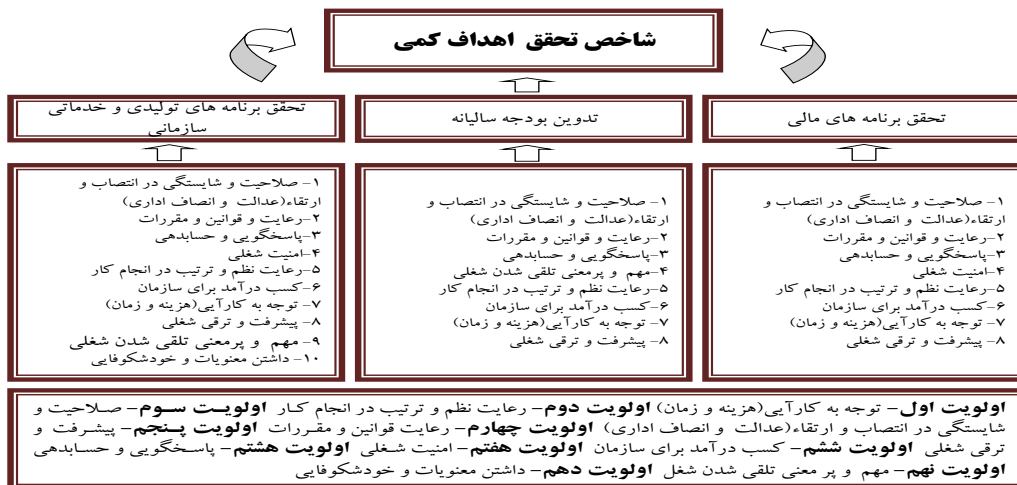 شاخص تحقق اهداف کمی
تحقق برنامه های مالی
تدوین بودجه سالیانه
تحقق برنامه های تولیدی و خدماتی
سازمانی
۱- صلاحیت و شایستگی در انتصاب و
ارتقاء(عدالت و انصاف اداری)
۲-رعایت و قوانین و مقررات
۳-پاسخگویی و حسابدهی
۴-امنیت شغلی
۵-رعایت نظم و ترتیب در انجام کار
۶-کسب درآمد برای سازمان
۷- توجه به کارآیی(هزینه و زمان)
۸- پیشرفت و ترقی شغلی
۱- صلاحیت و شایستگی در انتصاب و
ارتقاء(عدالت و انصاف اداری)
۲-رعایت و قوانین و مقررات
۳-پاسخگویی و حسابدهی
۴-مهم و پرمعنی تلقی شدن شغلی
۵-رعایت نظم و ترتیب در انجام کار
۶-کسب درآمد برای سازمان
۷- توجه به کارآیی(هزینه و زمان)
۸- پیشرفت و ترقی شغلی
۱- صلاحیت و شایستگی در انتصاب و
ارتقاء(عدالت و انصاف اداری)
۲-رعایت و قوانین و مقررات
۳-پاسخگویی و حسابدهی
۴- امنیت شغلی
۵-رعایت نظم و ترتیب در انجام کار
۶-کسب درآمد برای سازمان
۷- توجه به کارآیی(هزینه و زمان)
۸- پیشرفت و ترقی شغلی
۹- مهم و پرمعنی تلقی شدن شغلی
۱۰- داشتن معنویات و خودشکوفایی
اولویت اول- توجه به کارآیی(هزینه و زمان) اولویت دوم- رعایت نظم و ترتیب در انجام کار اولویت سوم- صلاحیت و
شایستگی در انتصاب و ارتقاء(عدالت و انصاف اداری) اولویت چهارم- رعایت قوانین و مقررات اولویت پنجم- پیشرفت و
ترقی شغلی اولویت ششم- کسب درآمد برای سازمان اولویت هفتم- امنیت شغلی اولویت هشتم- پاسخگویی و حسابدهی
اولویت نهم- مهم و پر معنی تلقی شدن شغل اولویت دهم- داشتن معنویات و خودشکوفایی